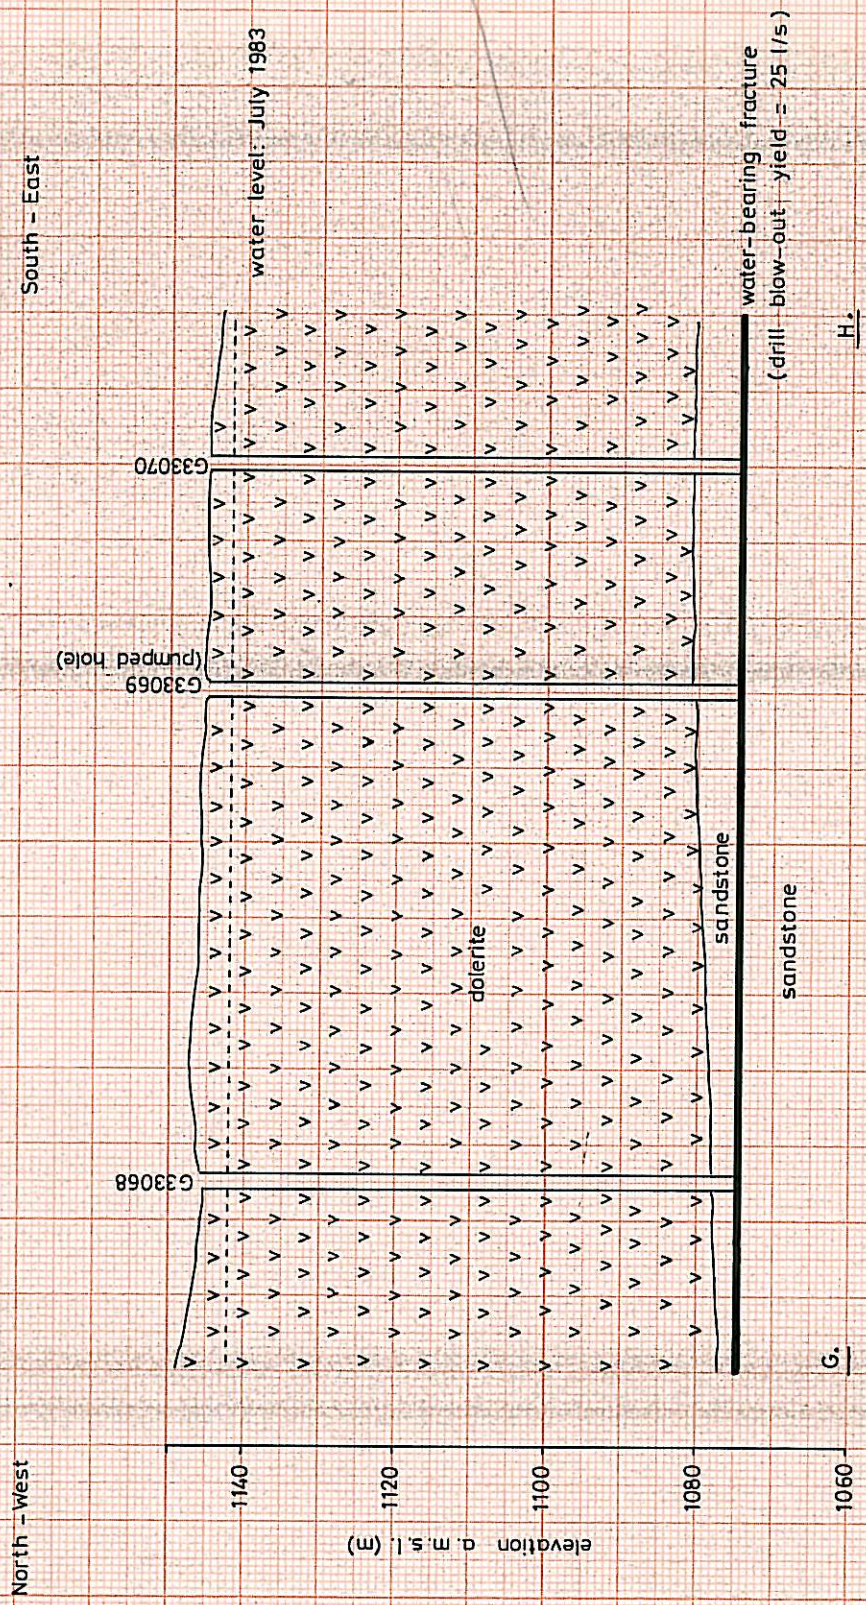 North - West
South - East
water level: July 1983
G33068
G33069
(pumped hole)
G33070
elevation a.m.s.l. (m)
1140
1120
1100
1080
1060
dolerite
sandstone
sandstone
water-bearing fracture
(drill blow-out yield = 25 l/s)
G.
H.